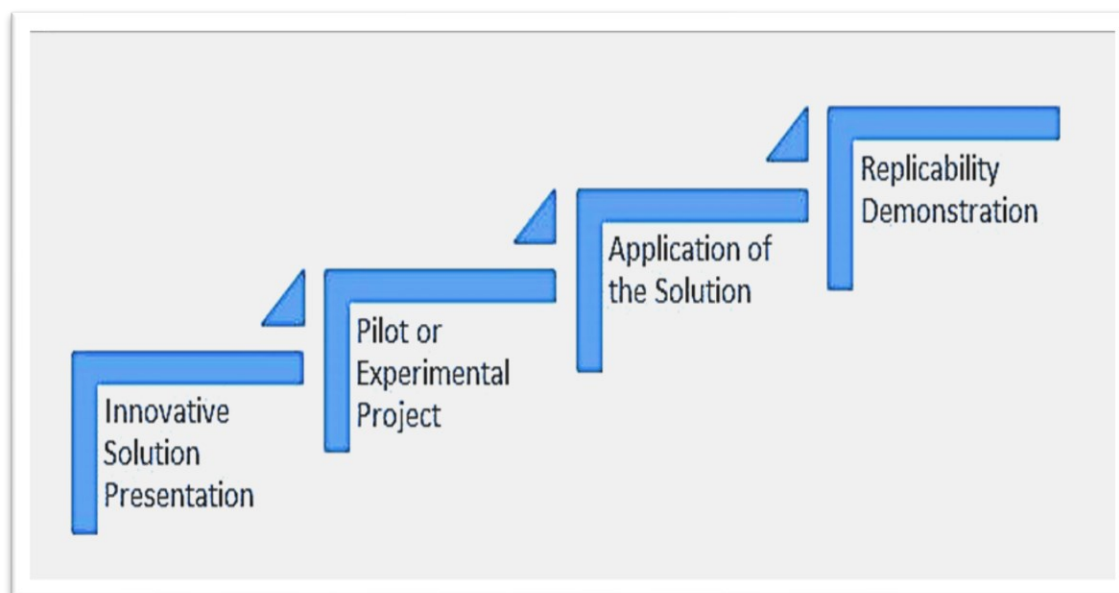 Innovative
Solution
Presentation
Pilot or
Experimental
Project
Application of
the Solution
Replicability
Demonstration